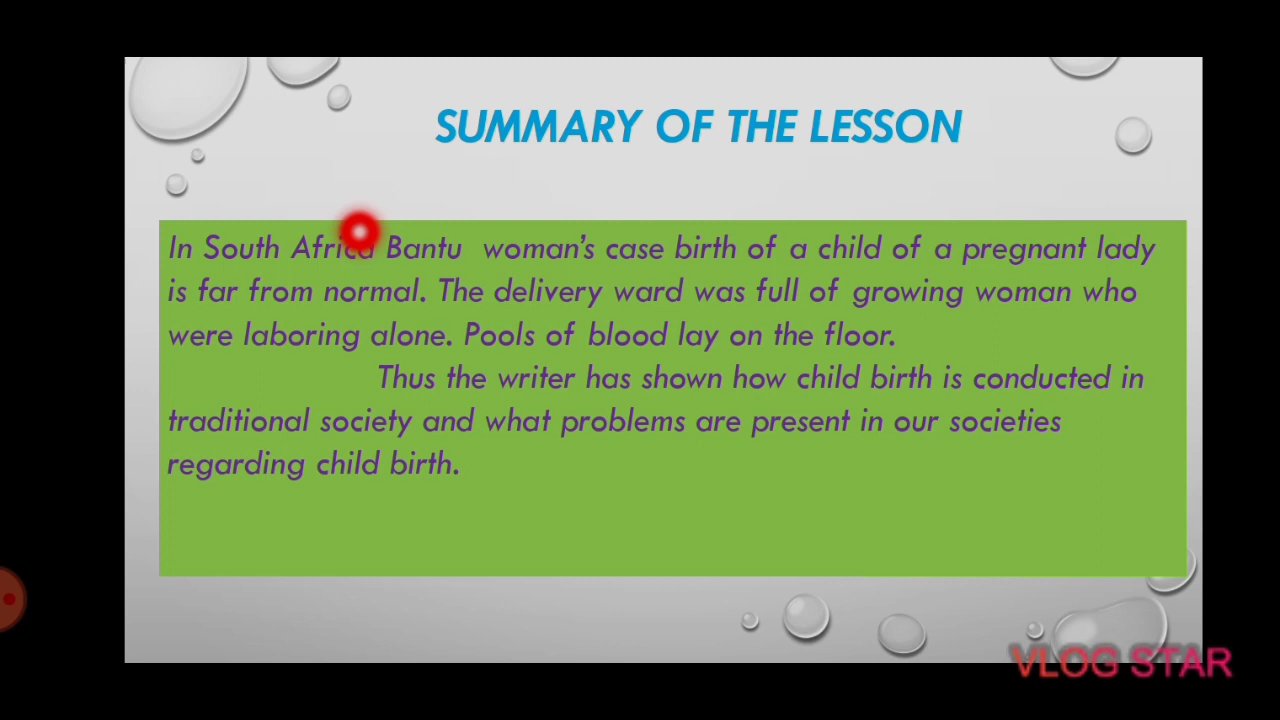 SUMMARY OF THE LESSON
In South Africa Bantu woman's case birth of a child of a pregnant lady
is far from normal. The delivery ward was full of growing woman who
were laboring alone. Pools of blood lay on the floor.
Thus the writer has shown how child birth is conducted in
traditional society and what problems are present in our societies
regarding child birth.
VLOG STAR